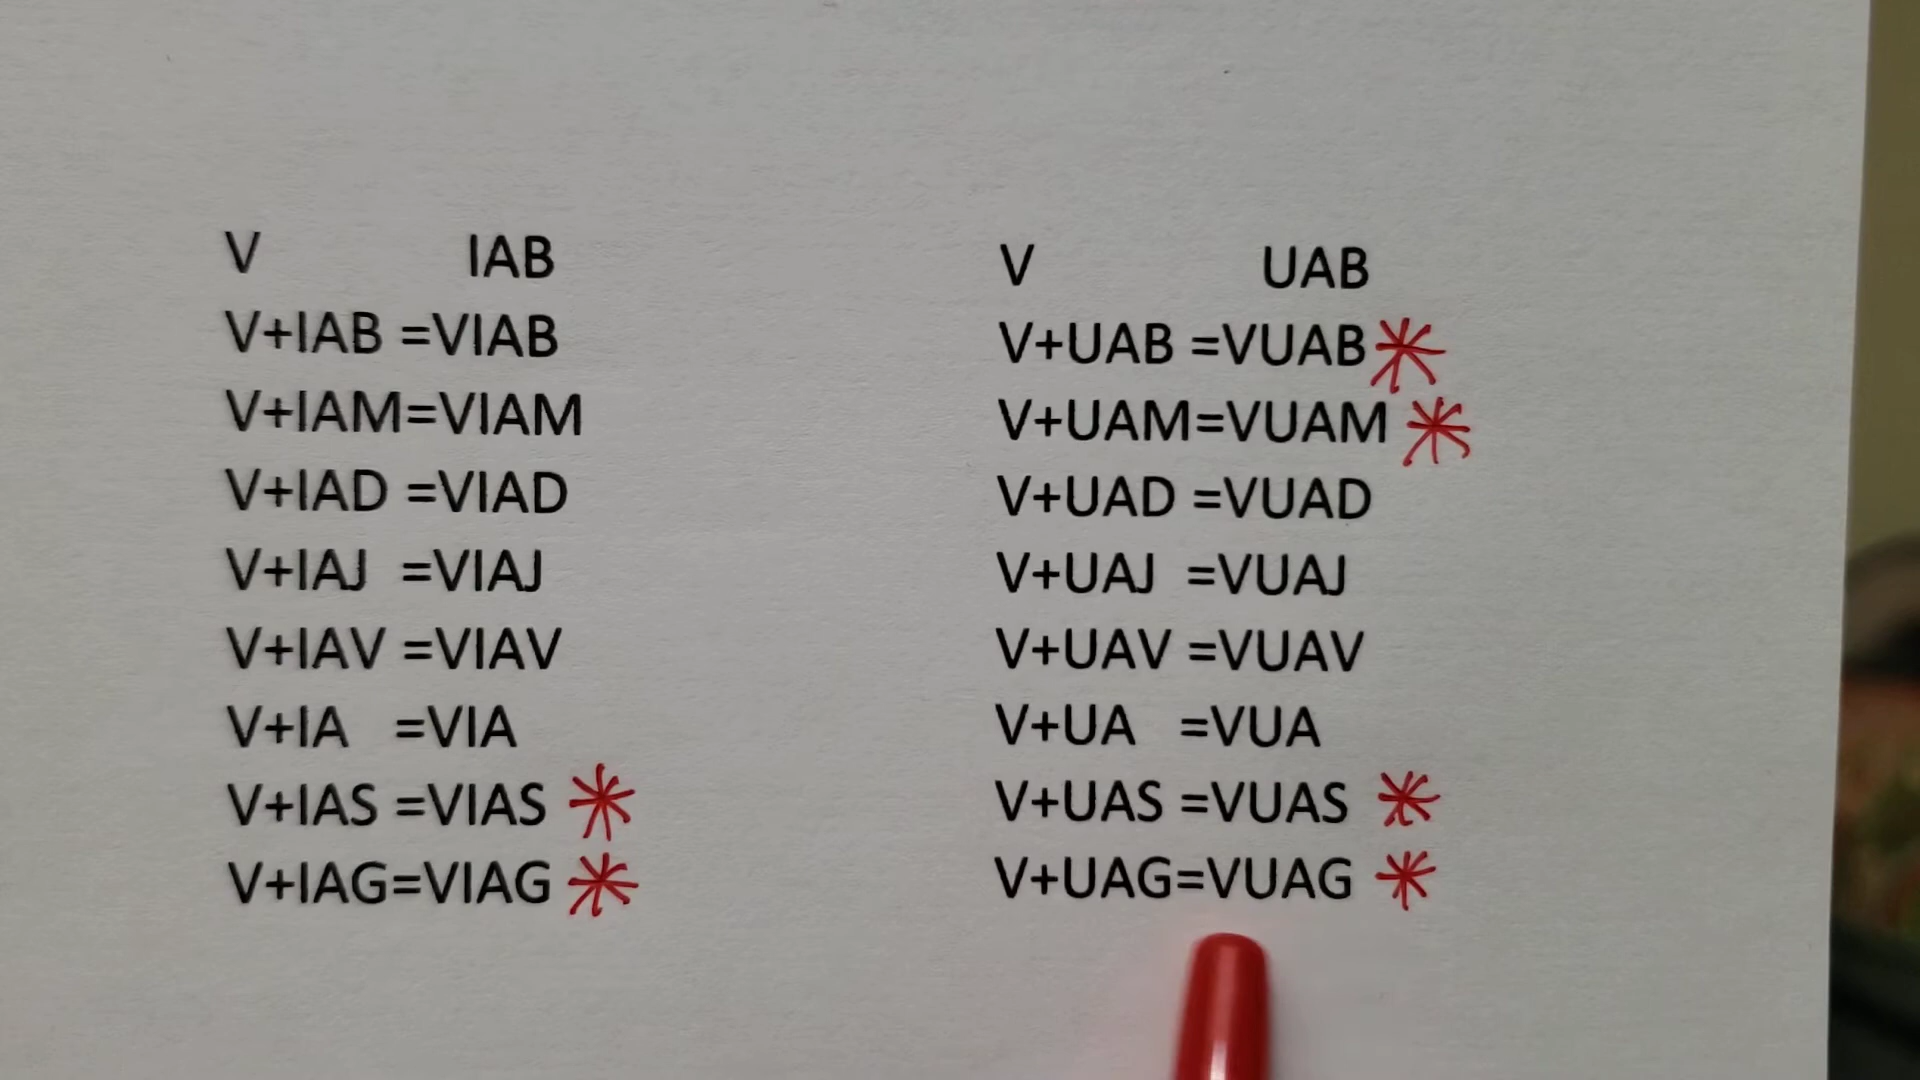 V IAB
V+IAB =VIAB
V+IAM=VIAM
V+IAD =VIAD
V+IAJ =VIAJ
V+IAV =VIAV
V+IA =VIA
V+IAS =VIAS *
V+IAG=VIAG *
V UAB
V+UAB =VUAB*
V+UAM=VUAM *
V+UAD =VUAD
V+UAJ =VUAJ
V+UAV =VUAV
V+UA =VUA
V+UAS =VUAS *
V+UAG=VUAG *